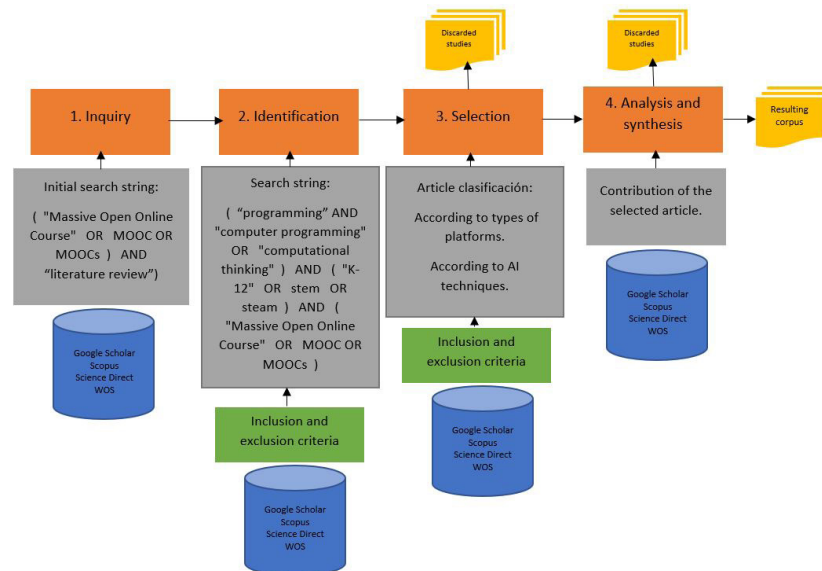 Discarded
studies
Discarded
studies
1. Inquiry
2. Identification
3. Selection
4. Analysis and
synthesis
Resulting
corpus
Initial search string:
( "Massive Open Online
Course" OR MOOC OR
MOOCs ) AND
“literature review”)
Search string:
( “programming” AND
"computer programming"
OR "computational
thinking" ) AND ( "K-
12" OR stem OR
steam ) AND (
"Massive Open Online
Course" OR MOOC OR
MOOCs )
Article clasificación:
According to types of
platforms.
According to AI
techniques.
Contribution of the
selected article.
Inclusion and
exclusion criteria
Inclusion and
exclusion criteria
Google Scholar
Scopus
Science Direct
WOS
Google Scholar
Scopus
Science Direct
WOS
Google Scholar
Scopus
Science Direct
WOS
Google Scholar
Scopus
Science Direct
WOS